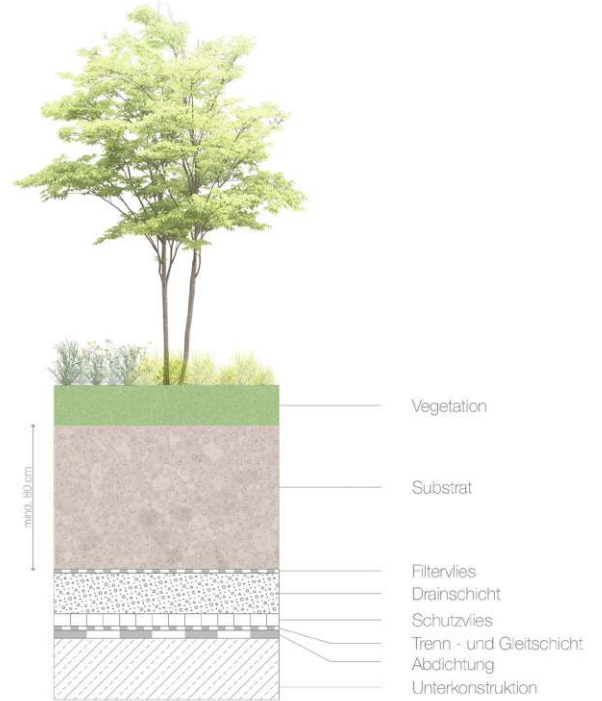 Vegetation
mind. 80 cm
Substrat
Filtervlies
Drainschicht
Schutzvlies
Trenn - und Gleitschicht
Abdichtung
Unterkonstruktion